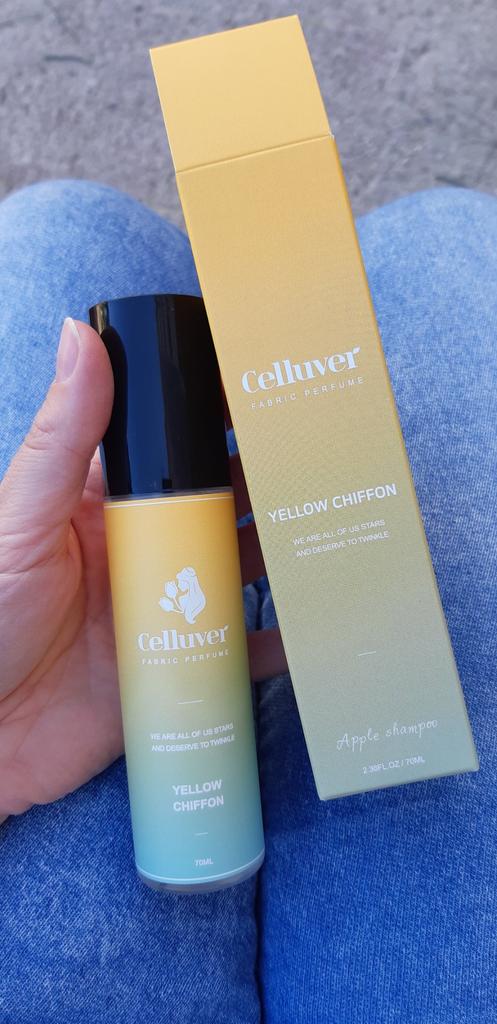 Celluver
FABRIC PERFUME
YELLOW CHIFFON
WE ARE ALL OF US STARS
AND DESERVE TO TWINKLE
Apple shampoo
2.36FL.OZ / 70ML
Celluver
FABRIC PERFUME
WE ARE ALL OF US STARS
AND DESERVE TO TWINKLE
YELLOW
CHIFFON
70ML